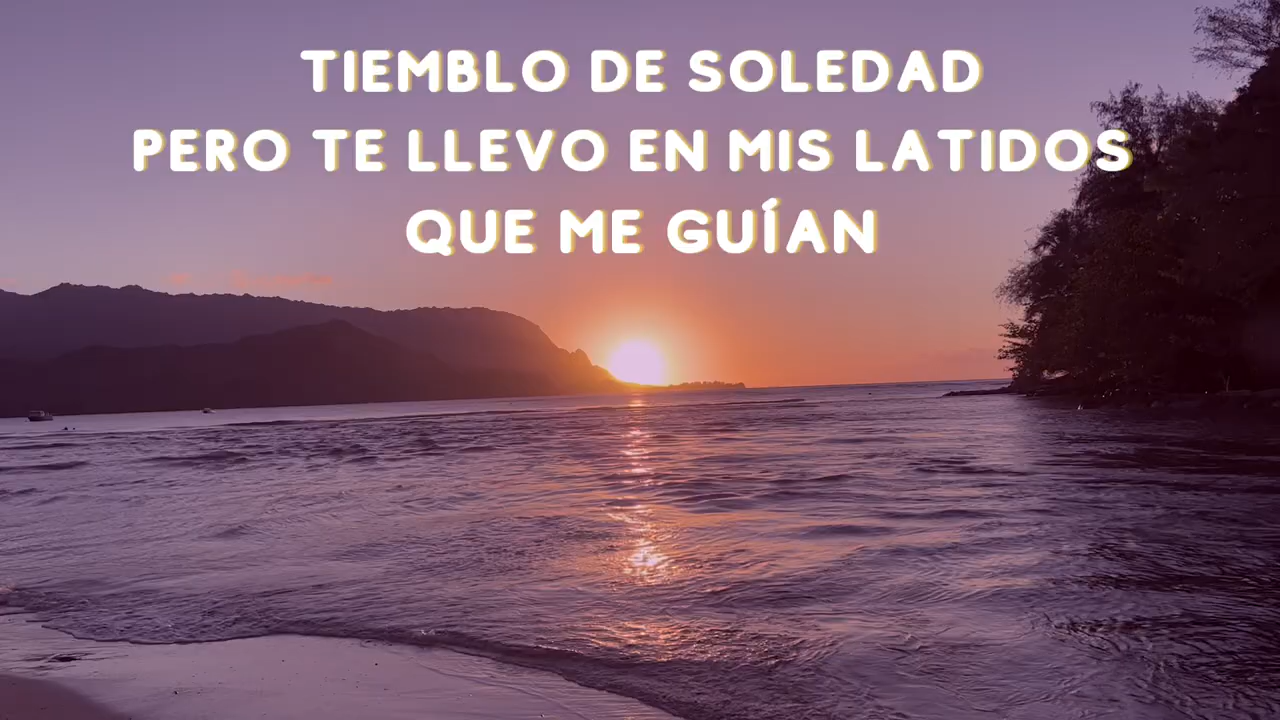 TIEMBLO DE SOLEDAD
PERO TE LLEVO EN MIS LATIDOS
QUE ME GUÍAN